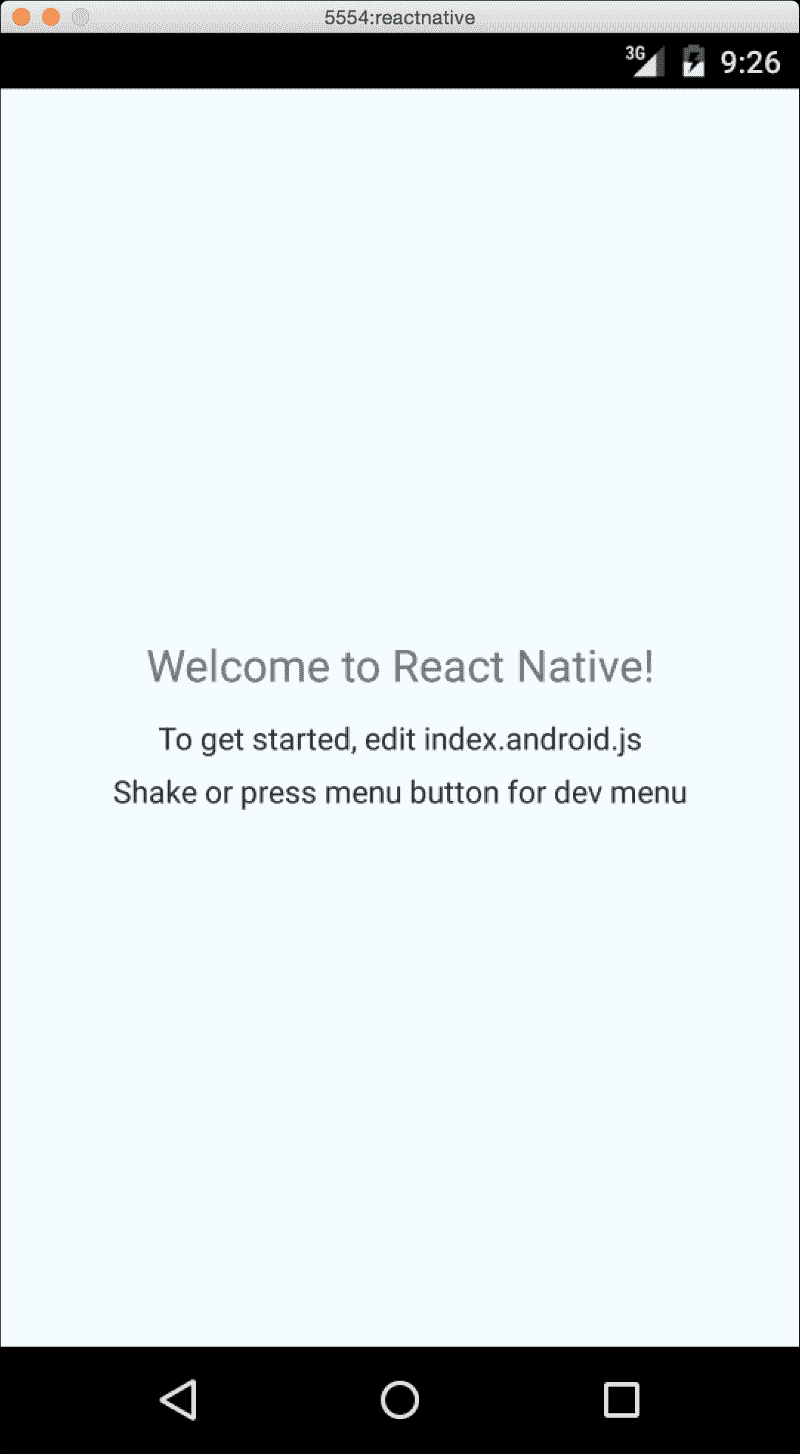 5554:reactnative
3G 9:26
Welcome to React Native!
To get started, edit index.android.js
Shake or press menu button for dev menu